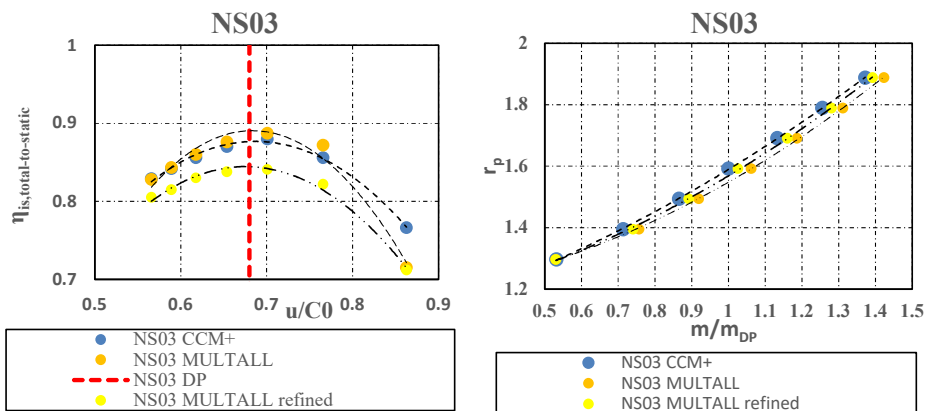 NS03
1
0.9
0.8
0.7
η is,total-to-static
0.5 0.6 0.7 0.8 0.9
u/C0
NS03 CCM+
NS03 MULTALL
NS03 DP
NS03 MULTALL refined
NS03
2
1.8
1.6
1.4
1.2
r p
0.5 0.6 0.7 0.8 0.9 1 1.1 1.2 1.3 1.4 1.5
m/m DP
NS03 CCM+
NS03 MULTALL
NS03 MULTALL refined